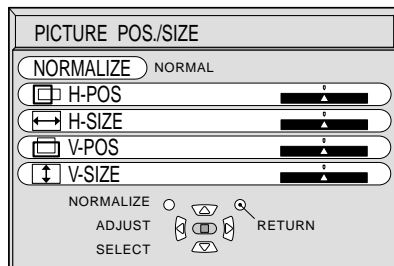 PICTURE POS./SIZE
NORMALIZE NORMAL
H-POS
H-SIZE
V-POS
V-SIZE
NORMALIZE
ADJUST RETURN
SELECT